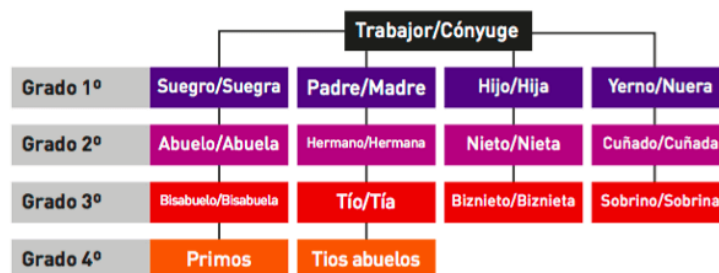 Trabajor/Cónyuge
Grado 1º Suegro/Suegra Padre/Madre Hijo/Hija Yerno/Nuera
Grado 2º Abuelo/Abuela Hermano/Hermana Nieto/Nieta Cuñado/Cuñada
Grado 3º Bisabuelo/Bisabuela Tío/Tía Biznieto/Biznieta Sobrino/Sobrina
Grado 4º Primos Tios abuelos